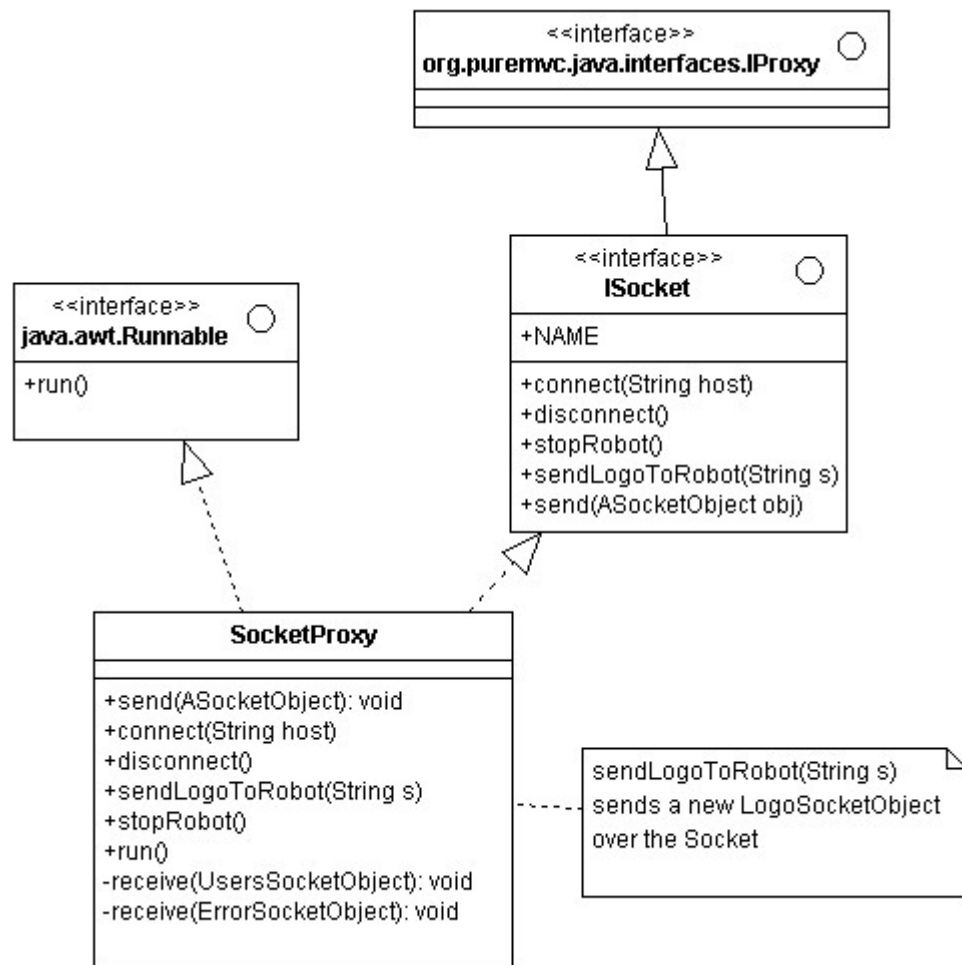 <<interface>>
org.puremvc.java.interfaces.IProxy
<<interface>>
ISocket
+NAME
+connect(String host)
+disconnect()
+stopRobot()
+sendLogoToRobot(String s)
+send(ASocketObject obj)
<<interface>>
java.awt.Runnable
+run()
SocketProxy
+send(ASocketObject): void
+connect(String host)
+disconnect()
+sendLogoToRobot(String s)
+stopRobot()
+run()
-receive(UsersSocketObject): void
-receive(ErrorSocketObject): void
sendLogoToRobot(String s)
sends a new LogoSocketObject
over the Socket